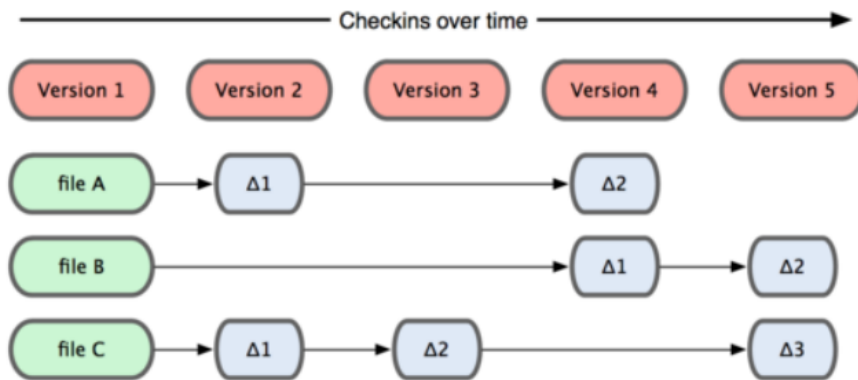 Checkins over time
Version 1 Version 2 Version 3 Version 4 Version 5
file A Δ1 Δ2
file B Δ1 Δ2
file C Δ1 Δ2 Δ3